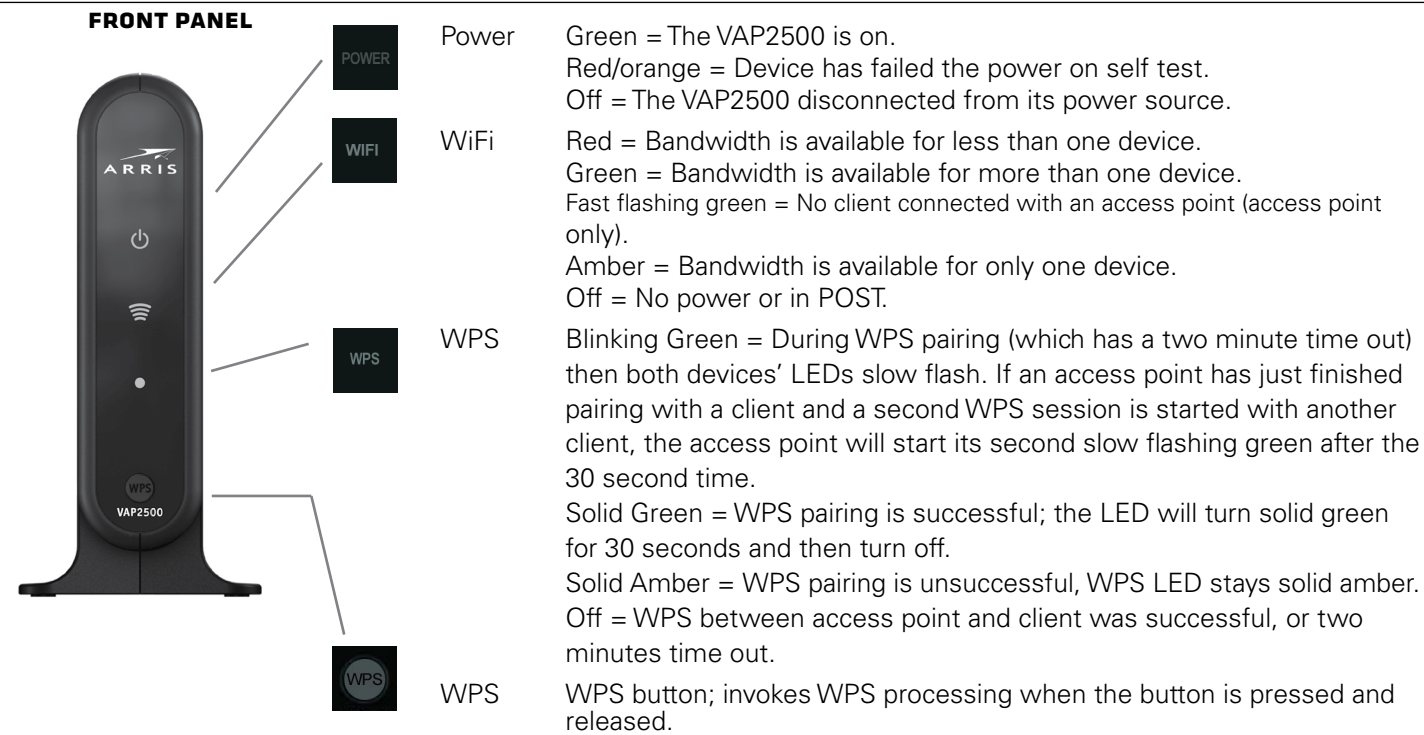 FRONT PANEL
POWER
Power Green = The VAP2500 is on.
Red/orange = Device has failed the power on self test.
Off = The VAP2500 disconnected from its power source.
WIFI
WiFi Red = Bandwidth is available for less than one device.
Green = Bandwidth is available for more than one device.
Fast flashing green = No client connected with an access point (access point
only).
Amber = Bandwidth is available for only one device.
Off = No power or in POST.
ARRIS
WPS
WPS Blinking Green = During WPS pairing (which has a two minute time out)
then both devices’ LEDs slow flash. If an access point has just finished
pairing with a client and a second WPS session is started with another
client, the access point will start its second slow flashing green after the
30 second time.
Solid Green = WPS pairing is successful; the LED will turn solid green
for 30 seconds and then turn off.
Solid Amber = WPS pairing is unsuccessful, WPS LED stays solid amber.
Off = WPS between access point and client was successful, or two
minutes time out.
WPS
VAP2500
WPS
WPS WPS button; invokes WPS processing when the button is pressed and
released.